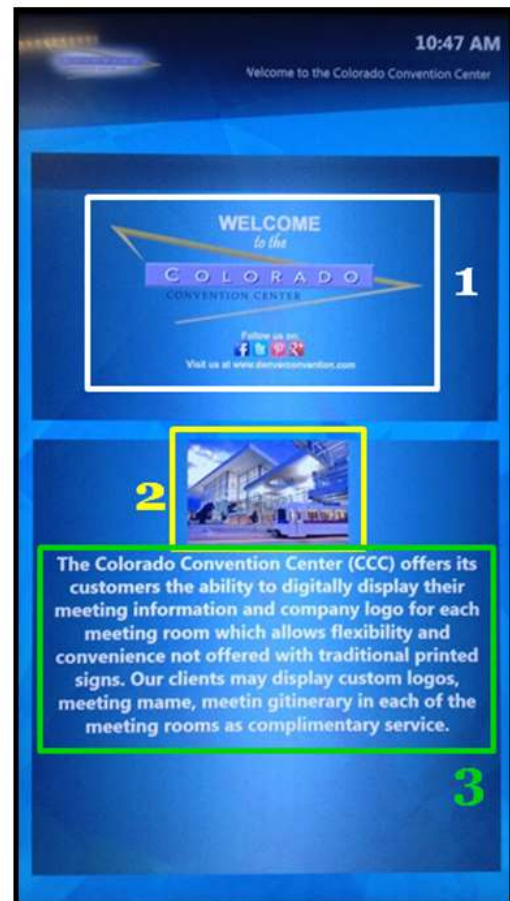 10:47 AM
Welcome to the Colorado Convention Center
WELCOME
to the
COLORADO
CONVENTION CENTER
Follow us on:
Visit us at www.denverconvention.com
1
2
The Colorado Convention Center (CCC) offers its
customers the ability to digitally display their
meeting information and company logo for each
meeting room which allows flexibility and
convenience not offered with traditional printed
signs. Our clients may display custom logos,
meeting mame, meetin gitinerary in each of the
meeting rooms as complimentary service.
3